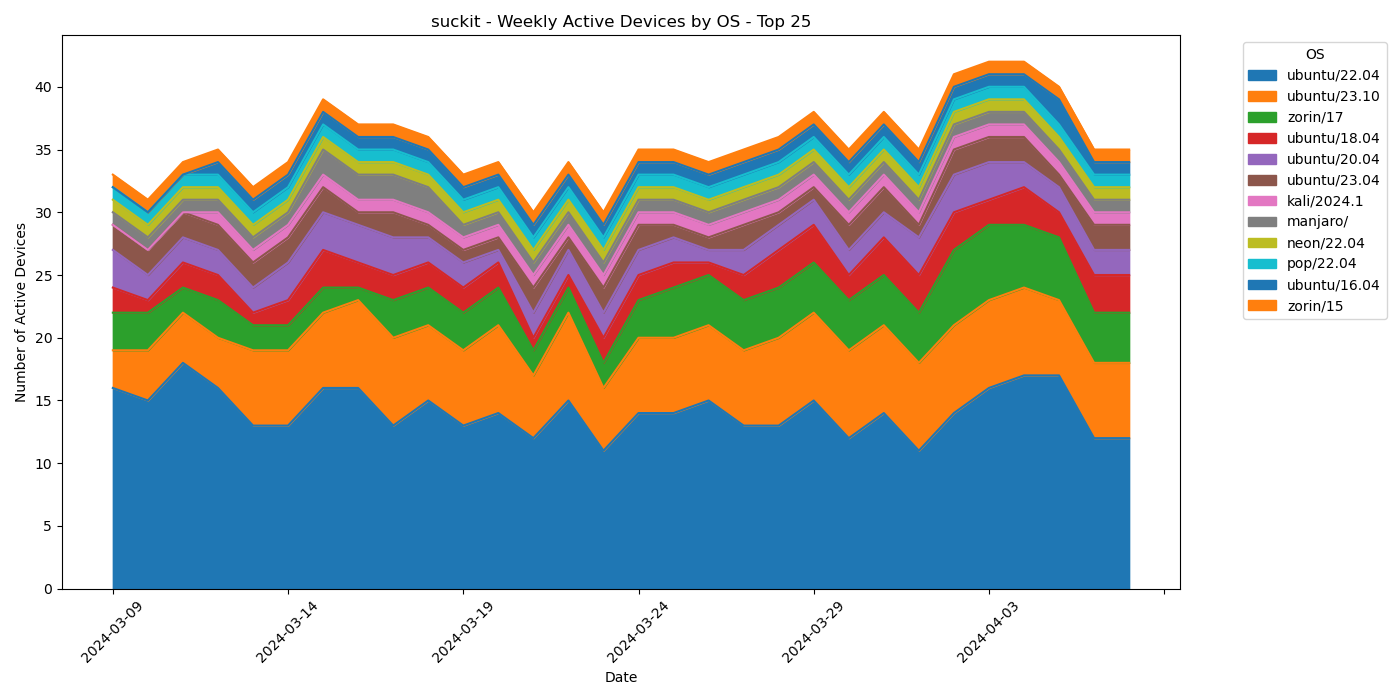 suckit - Weekly Active Devices by OS - Top 25
Number of Active Devices
40
35
30
25
20
15
10
5
0
2024-03-09
2024-03-14
2024-03-19
2024-03-24
2024-03-29
2024-04-03
Date
OS
ubuntu/22.04
ubuntu/23.10
zorin/17
ubuntu/18.04
ubuntu/20.04
ubuntu/23.04
kali/2024.1
manjaro/
neon/22.04
pop/22.04
ubuntu/16.04
zorin/15